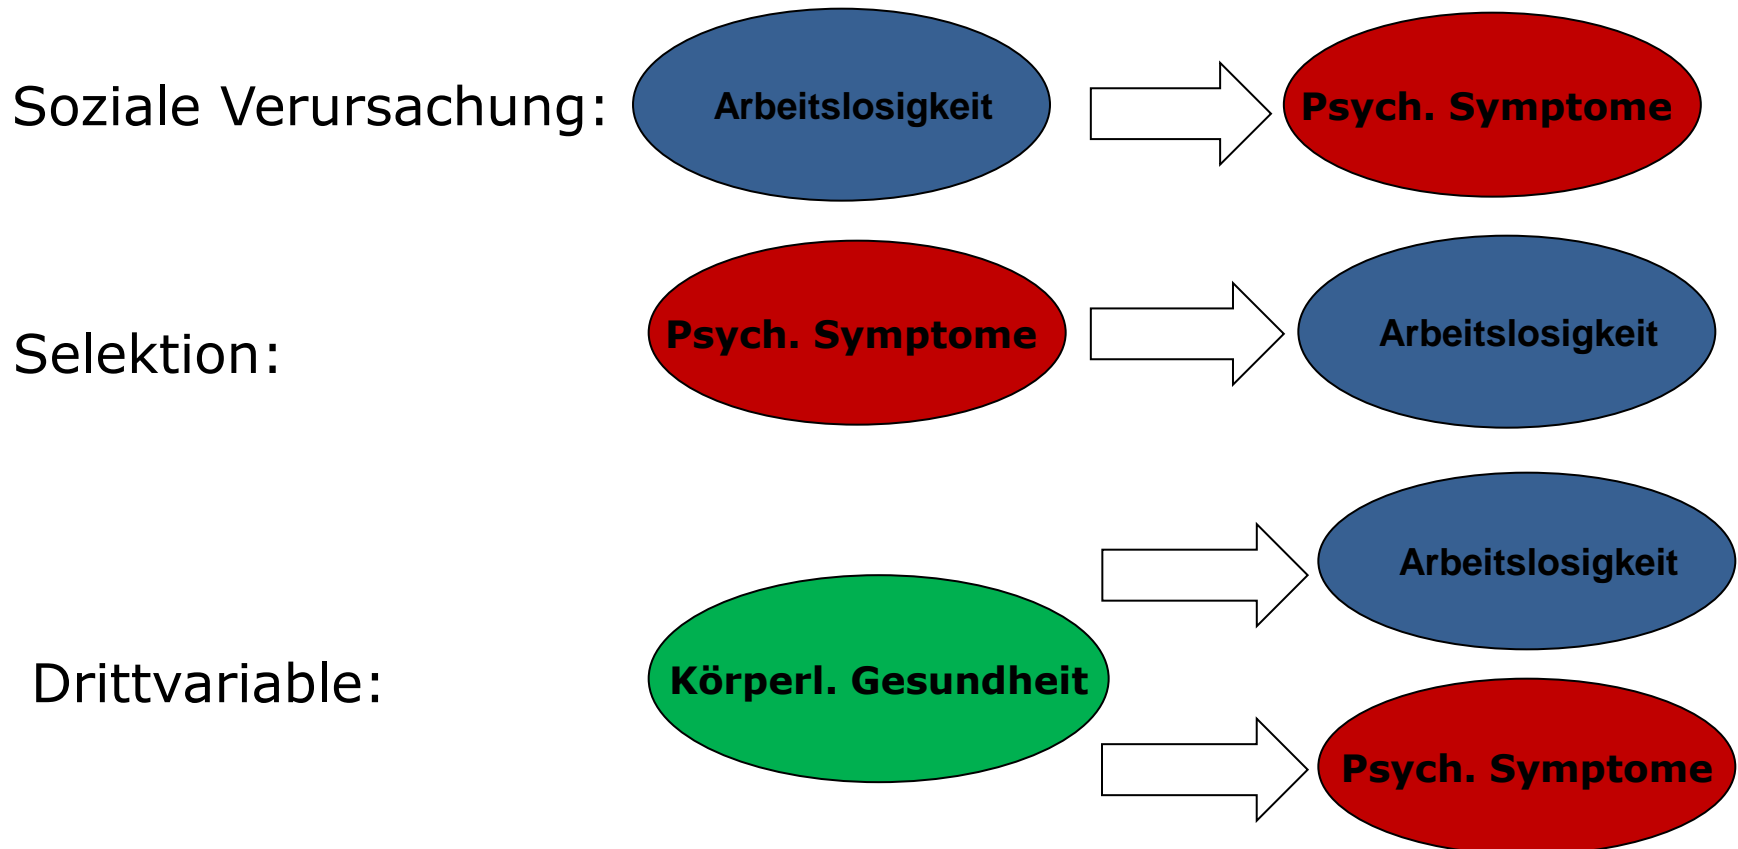 Soziale Verursachung:
Arbeitslosigkeit
Psych. Symptome
Selektion:
Psych. Symptome
Arbeitslosigkeit
Drittvariable:
Körperl. Gesundheit
Arbeitslosigkeit
Psych. Symptome